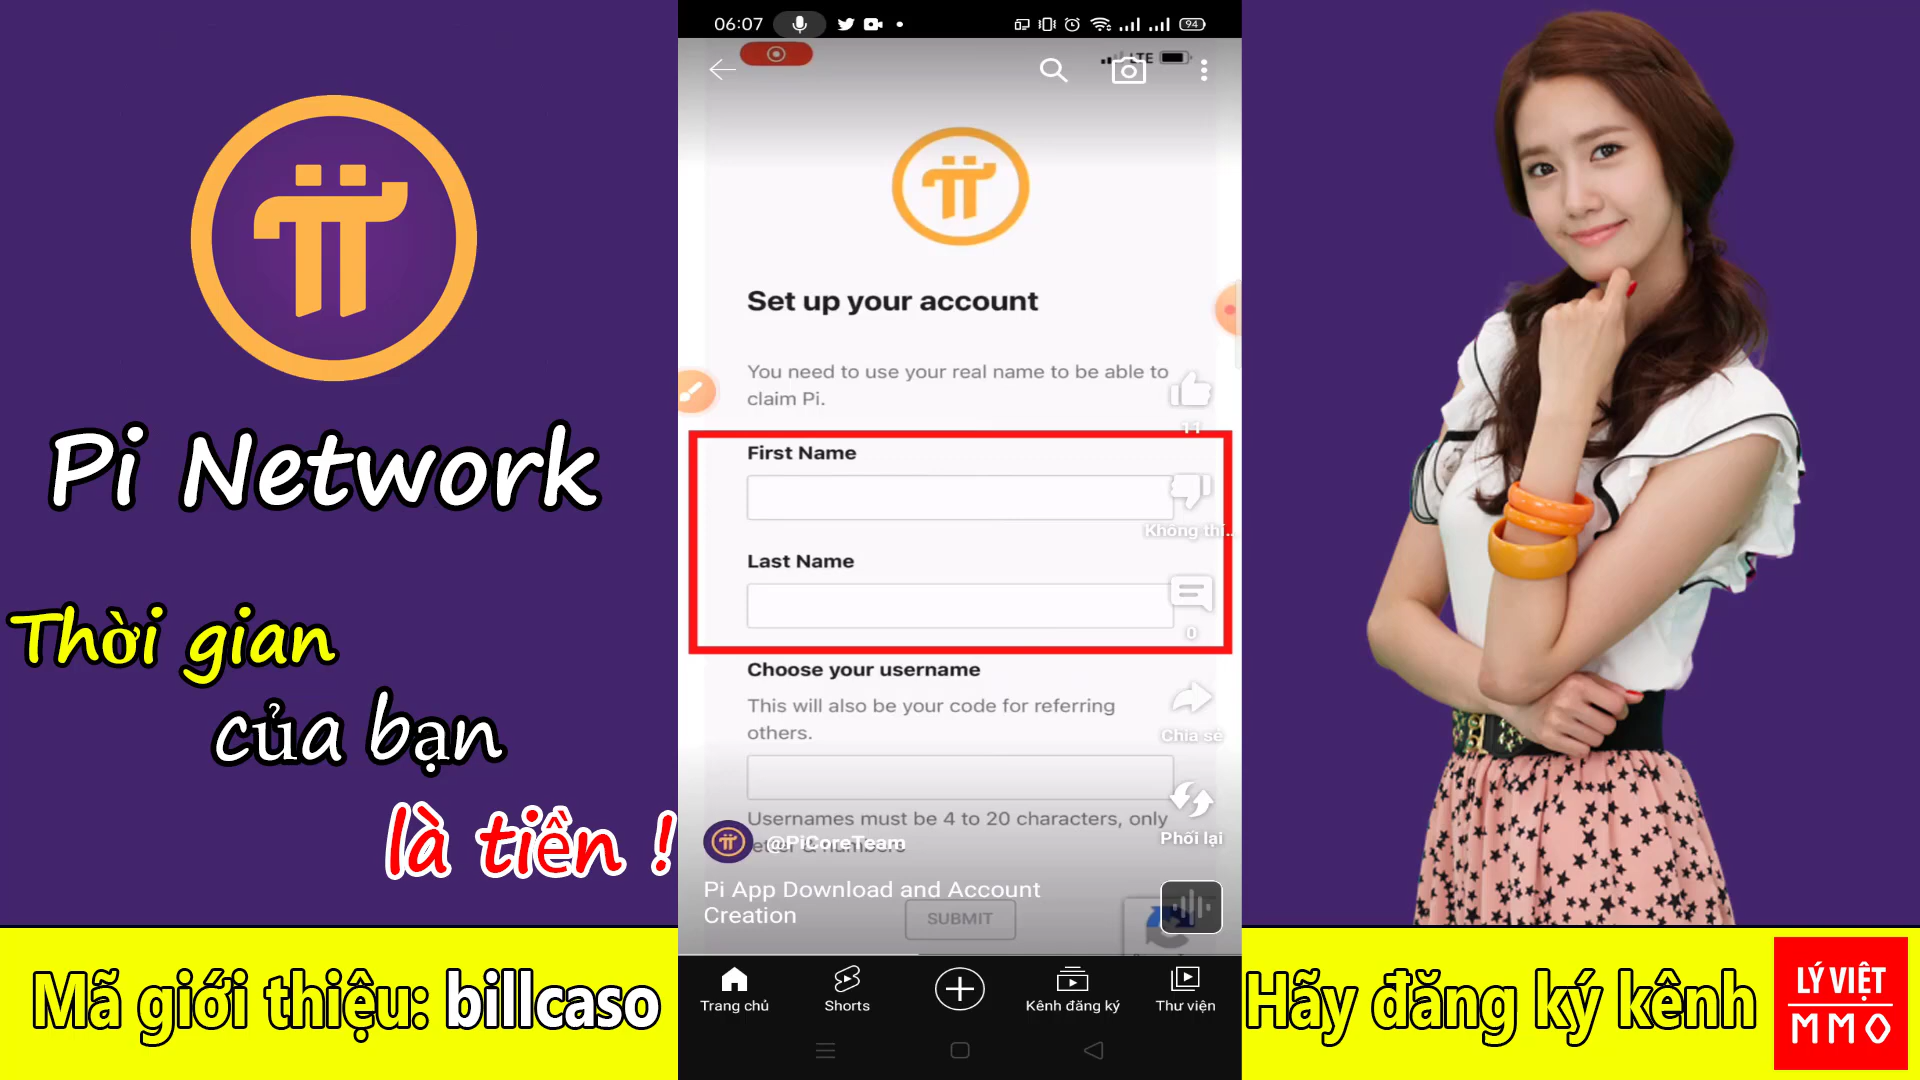 Pi Network
Thời gian
của bạn
là tiền !
Mã giới thiệu: billcaso
06:07
94
LTE
Set up your account
You need to use your real name to be able to
claim Pi.
11
First Name
Không thí...
Last Name
0
Choose your username
This will also be your code for referring
others.
Chia sẻ
Usernames must be 4 to 20 characters, only
@PiCoreTeam
Phối lại
Pi App Download and Account
Creation
SUBMIT
Trang chủ
Shorts
Kênh đăng ký
Thư viện
Hãy đăng ký kênh
LÝ VIỆT
MMO